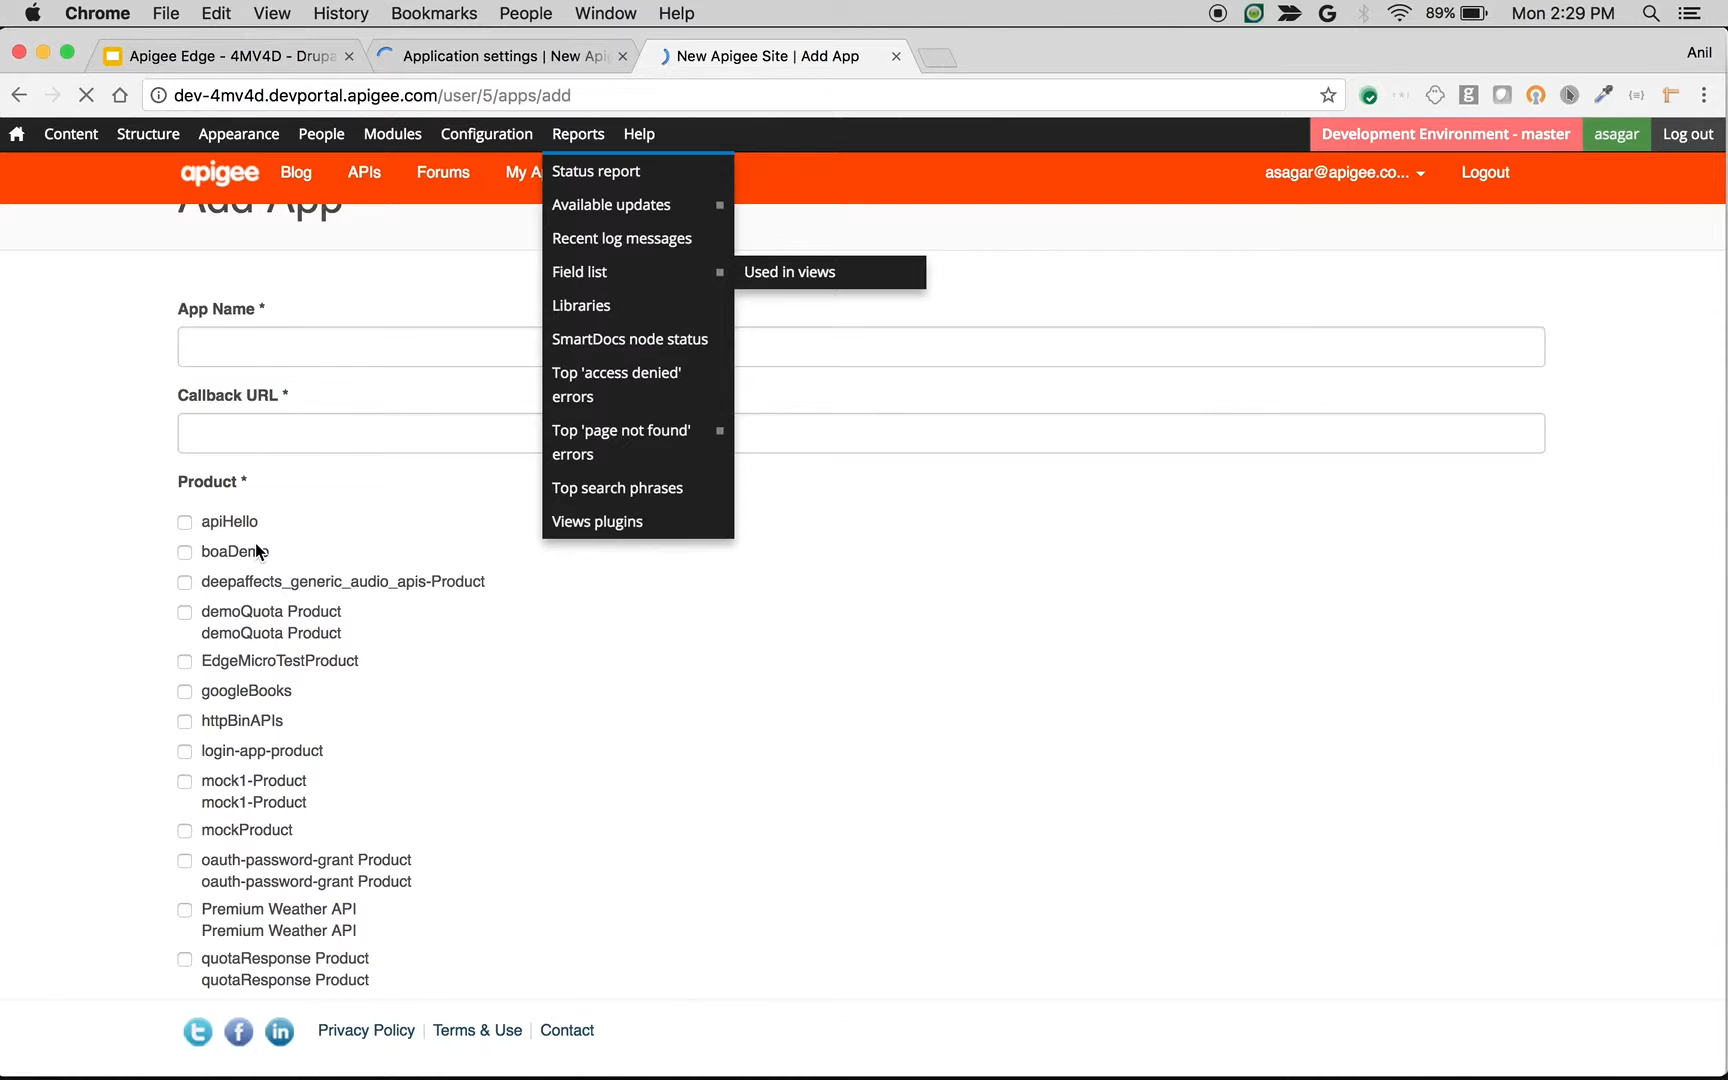 Chrome File Edit View History Bookmarks People Window Help 89% Mon 2:29 PM
Apigee Edge - 4MV4D - Drupa Application settings | New Apig New Apigee Site | Add App Anil
dev-4mv4d.devportal.apigee.com/user/5/apps/add
Content Structure Appearance People Modules Configuration Reports Help Development Environment - master asagar Log out
apigee Blog APIs Forums My A asagar@apigee.co... Logout
Add App
Status report
Available updates
Recent log messages
Field list Used in views
Libraries
SmartDocs node status
Top 'access denied'
errors
Top 'page not found'
errors
Top search phrases
Views plugins
App Name *
Callback URL *
Product *
apiHello
boaDemo
deepaffects_generic_audio_apis-Product
demoQuota Product
demoQuota Product
EdgeMicroTestProduct
googleBooks
httpBinAPIs
login-app-product
mock1-Product
mock1-Product
mockProduct
oauth-password-grant Product
oauth-password-grant Product
Premium Weather API
Premium Weather API
quotaResponse Product
quotaResponse Product
Privacy Policy Terms & Use Contact